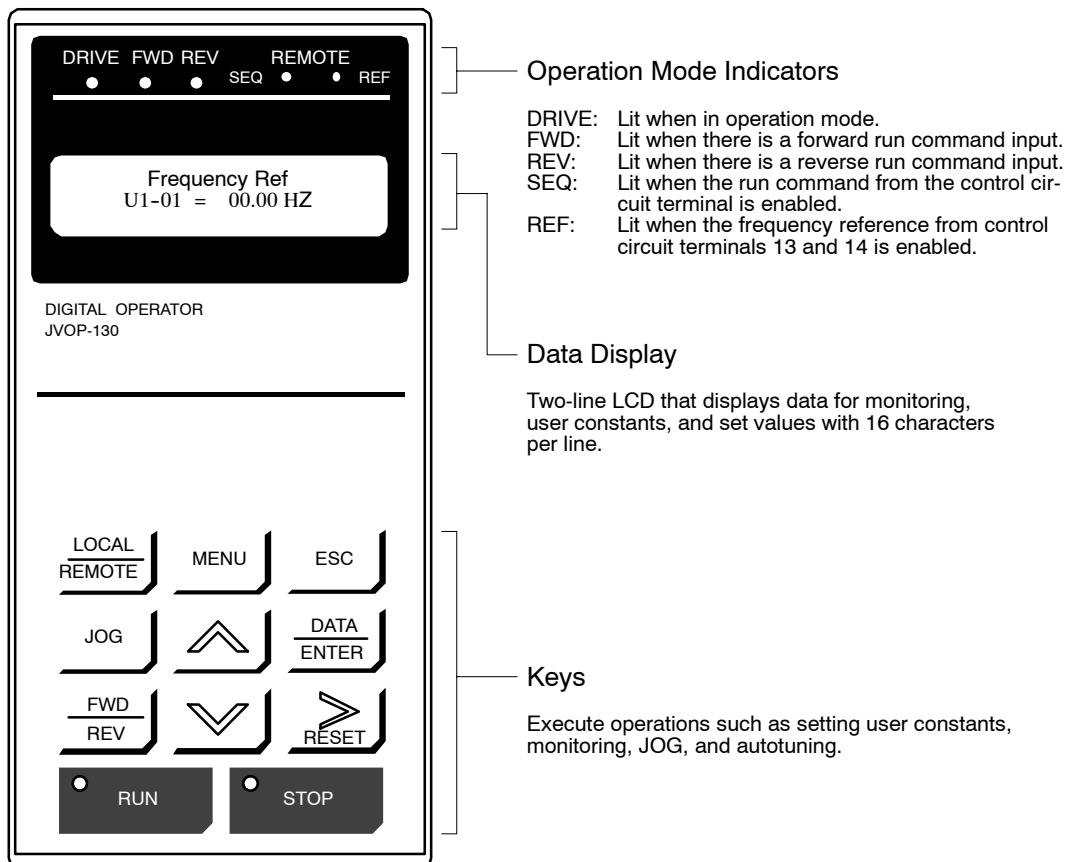 DRIVE FWD REV REMOTE
SEQ REF
Frequency Ref
U1-01 = 00.00 HZ
DIGITAL OPERATOR
JVOP-130
LOCAL
REMOTE
MENU
ESC
JOG
DATA
ENTER
FWD
REV
>
RESET
RUN
STOP
Operation Mode Indicators
DRIVE: Lit when in operation mode.
FWD: Lit when there is a forward run command input.
REV: Lit when there is a reverse run command input.
SEQ: Lit when the run command from the control cir-
cuit terminal is enabled.
REF: Lit when the frequency reference from control
circuit terminals 13 and 14 is enabled.
Data Display
Two-line LCD that displays data for monitoring,
user constants, and set values with 16 characters
per line.
Keys
Execute operations such as setting user constants,
monitoring, JOG, and autotuning.